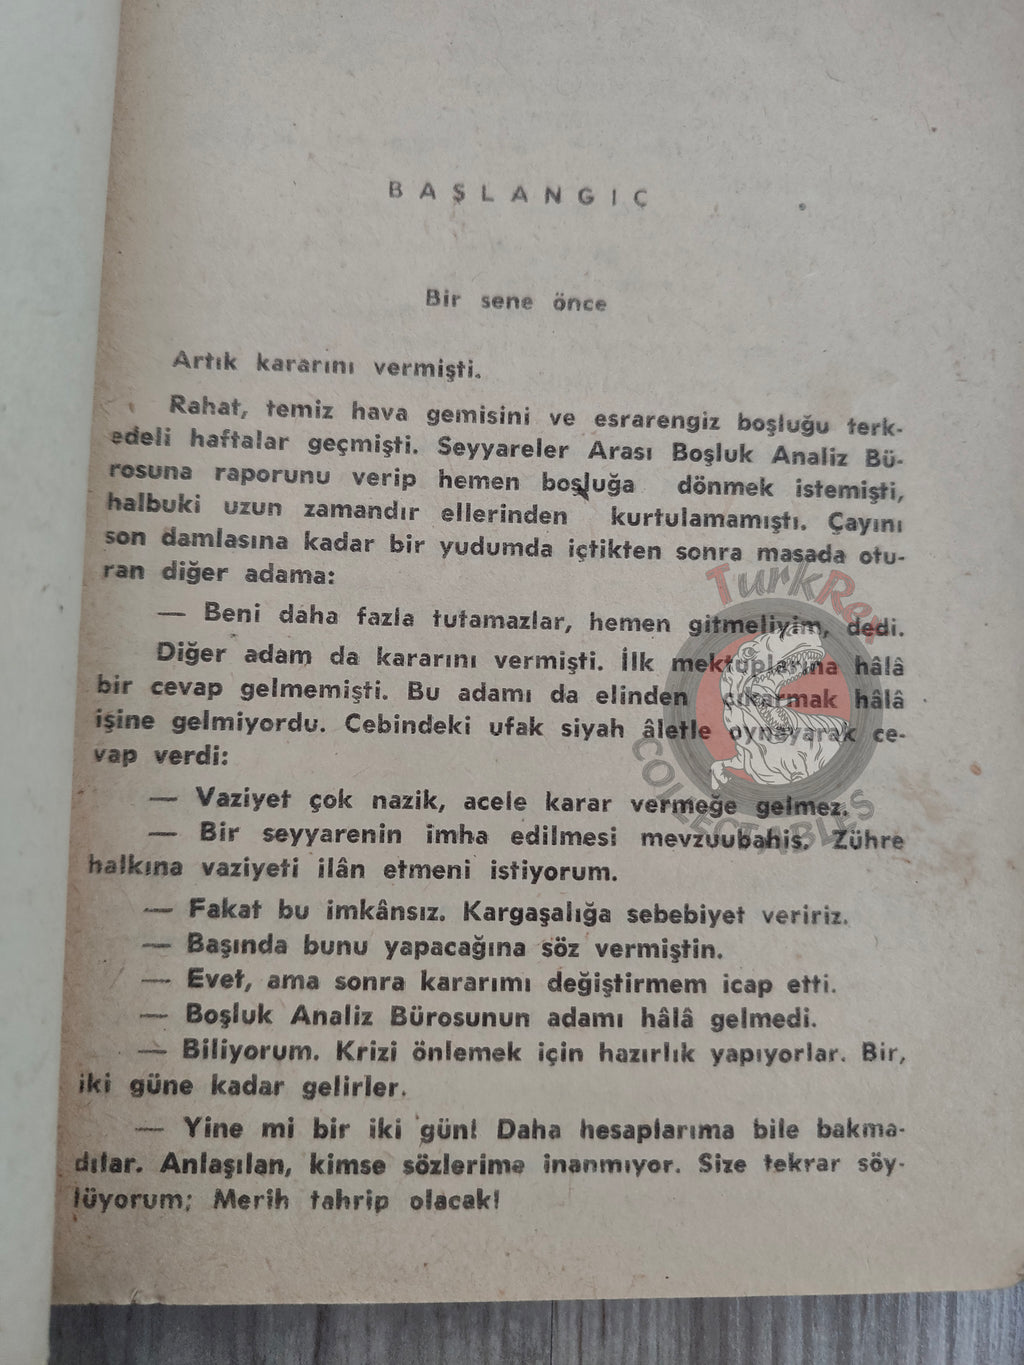 BAŞLANGIÇ
Bir sene önce
Artık kararını vermişti.
Rahat, temiz hava gemisini ve esrarengiz boşluğu terk-
edeli haftalar geçmişti. Seyyareler Arası Boşluk Analiz Bü-
rosuna raporunu verip hemen boşluğa dönmek istemişti,
halbuki uzun zamandır ellerinden kurtulamamıştı. Çayını
son damlasına kadar bir yudumda içtikten sonra masada otu-
ran diğer adama:
— Beni daha fazla tutamazlar, hemen gitmeliyim, dedi.
Diğer adam da kararını vermişti. İlk mektuplarına hâlâ
bir cevap gelmemişti. Bu adamı da elinden çıkarmak hâlâ
işine gelmiyordu. Cebindeki ufak siyah âletle oynayarak ce-
vap verdi:
— Vaziyet çok nazik, acele karar vermeğe gelmez.
— Bir seyyarenin imha edilmesi mevzuubahis. Zühre
halkına vaziyeti ilân etmeni istiyorum.
— Fakat bu imkânsız. Kargaşalığa sebebiyet veririz.
— Başında bunu yapacağına söz vermiştin.
— Evet, ama sonra kararımı değiştirmem icap etti.
— Boşluk Analiz Bürosunun adamı hâlâ gelmedi.
— Biliyorum. Krizi önlemek için hazırlık yapıyorlar. Bir,
iki güne kadar gelirler.
— Yine mi bir iki gün! Daha hesaplarıma bile bakma-
dılar. Anlaşılan, kimse sözlerime inanmıyor. Size tekrar söy-
lüyorum; Merih tahrip olacak!
TurkRex
COLLECTABLES